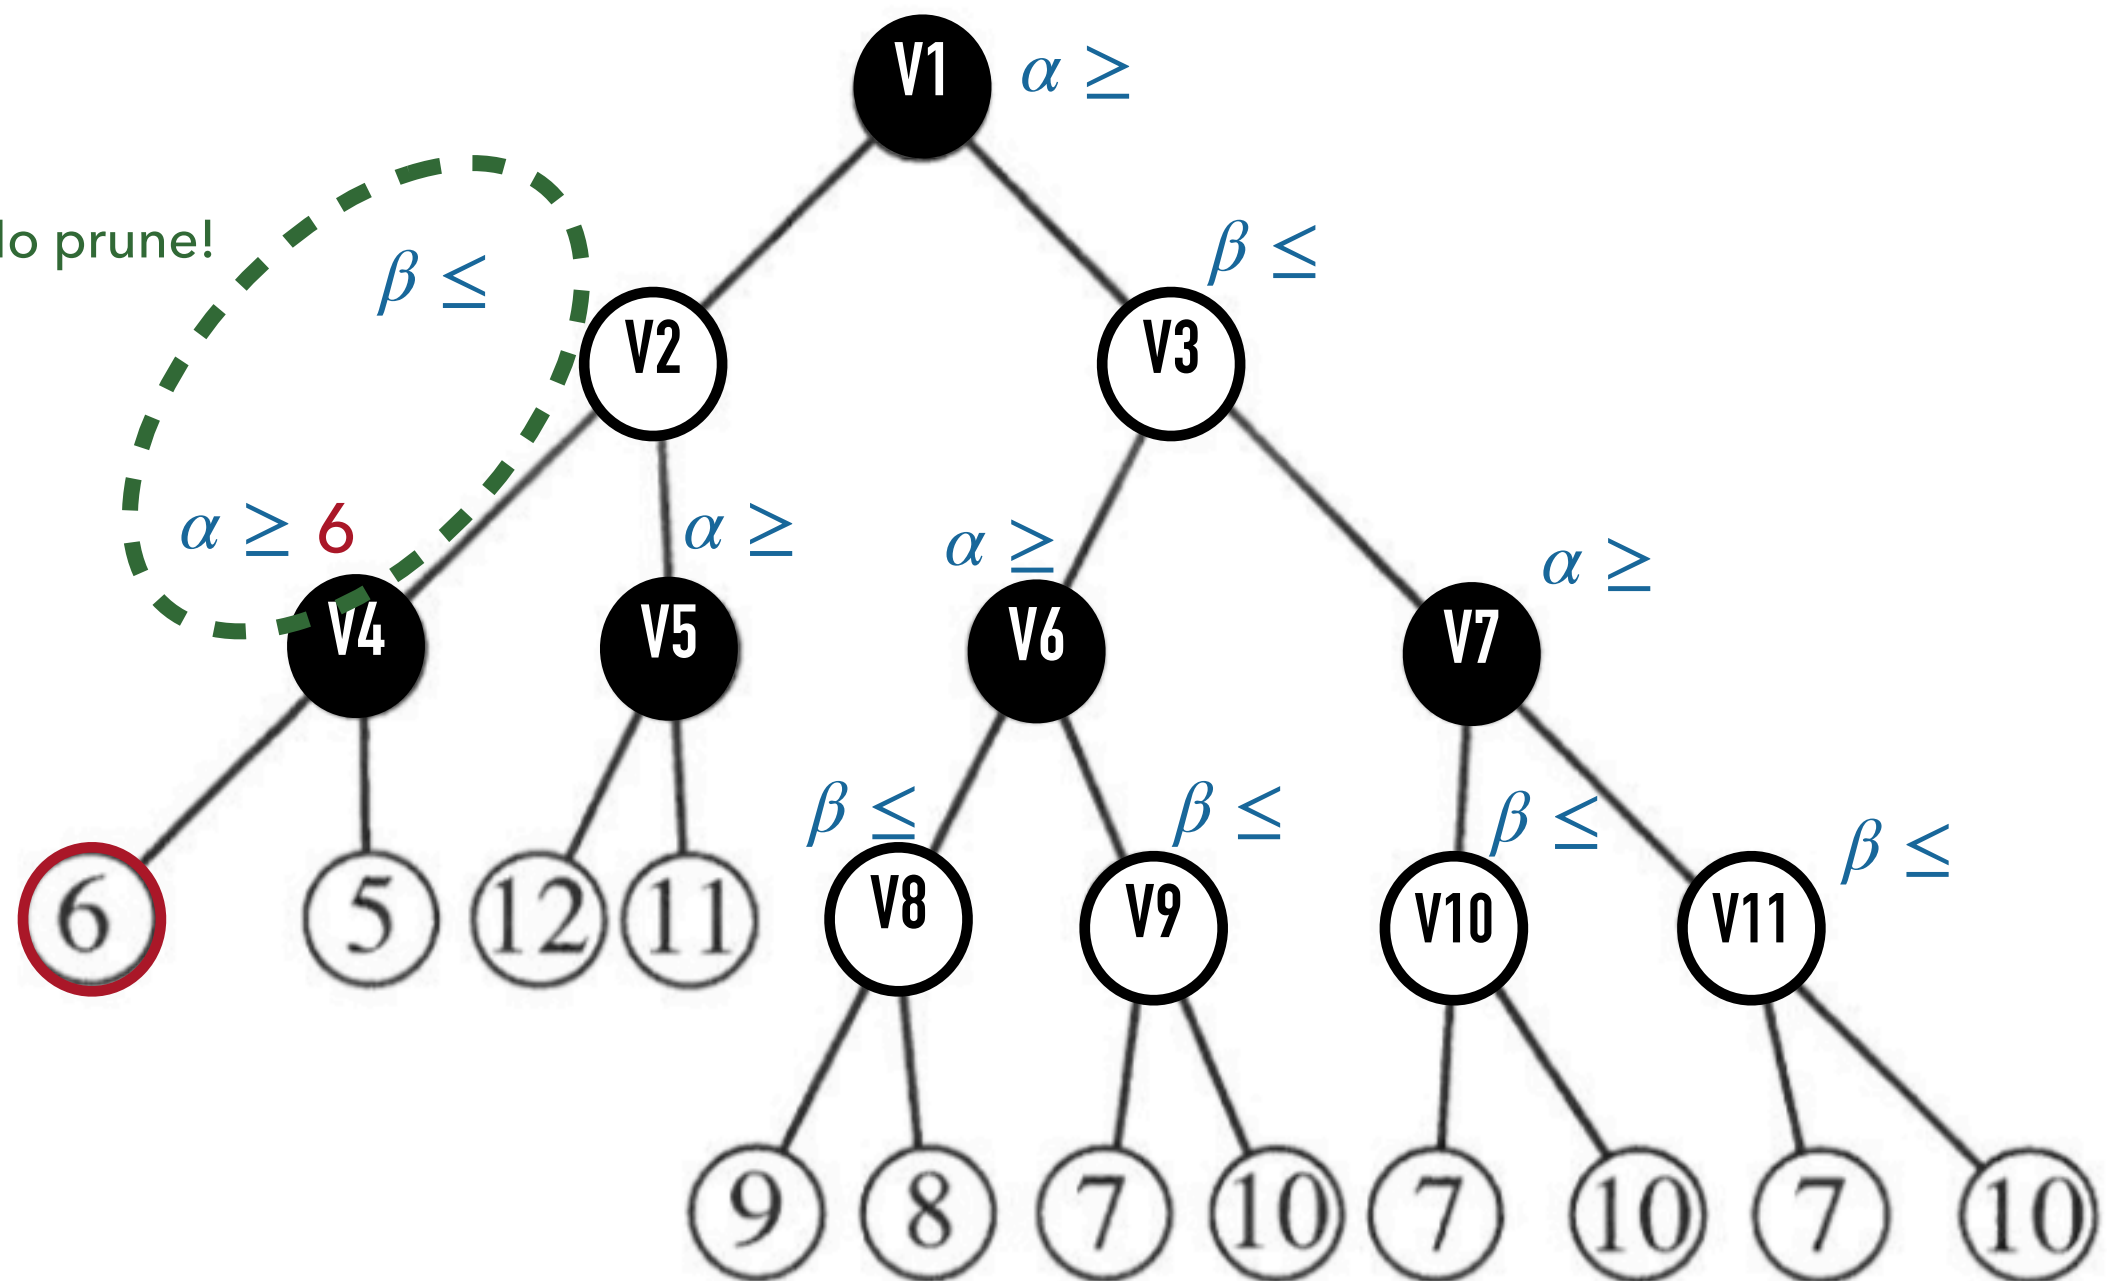 V1 α ≥
lo prune!
β ≤ β ≤
V2 V3
α ≥ 6 α ≥ α ≥ α ≥
V4 V5 V6 V7
β ≤ β ≤ β ≤ β ≤
6 5 12 11 V8 V9 V10 V11
9 8 7 10 7 10 7 10